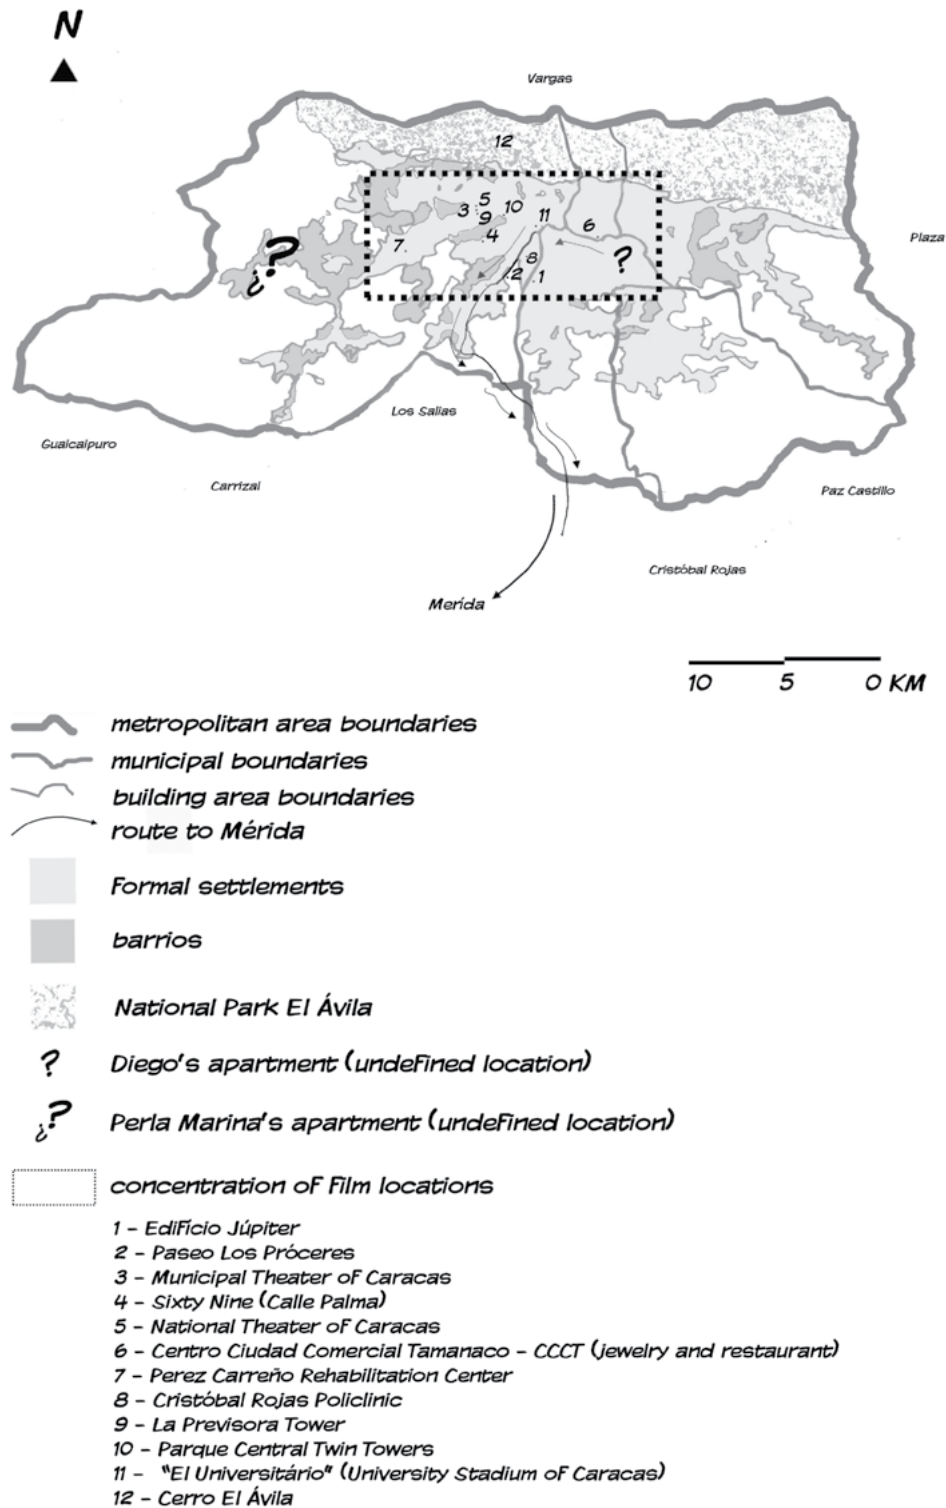 N
Vargas
12
5
3
10
9
11
4
6
7
?
8
¿?
2
1
Plaza
Los Salias
Guaicaipuro
Carrizal
Paz Castillo
Cristóbal Rojas
Merída
10 5 0 KM
metropolitan area boundaries
municipal boundaries
building area boundaries
route to Mérida
Formal settlements
barrios
National Park El Ávila
? Diego's apartment (undefined location)
¿? Perla Marina's apartment (undefined location)
concentration of film locations
1 - Edifício Júpiter
2 - Paseo Los Próceres
3 - Municipal Theater of Caracas
4 - Sixty Nine (Calle Palma)
5 - National Theater of Caracas
6 - Centro Ciudad Comercial Tamanaco - CCCT (jewelry and restaurant)
7 - Perez Carreño Rehabilitation Center
8 - Cristóbal Rojas Policlinic
9 - La Previsora Tower
10 - Parque Central Twin Towers
11 - "El Universitário" (University Stadium of Caracas)
12 - Cerro El Ávila